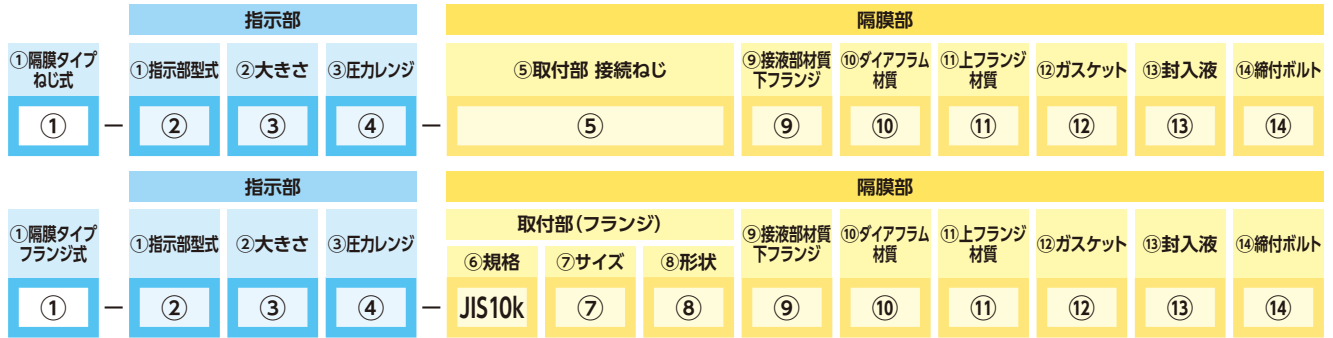 指示部 隔膜部
①隔膜タイプ
ねじ式
①指示部型式 ②大きさ ③圧力レンジ ⑤取付部 接続ねじ
⑨接液部材質
下フランジ
⑩ダイアフラム
材質
⑪上フランジ
材質
⑫ガスケット ⑬封入液 ⑭締付ボルト
① − ② ③ ④ − ⑤ ⑨ ⑩ ⑪ ⑫ ⑬ ⑭
指示部 隔膜部
①隔膜タイプ
フランジ式
①指示部型式 ②大きさ ③圧力レンジ
取付部(フランジ)
⑥規格 ⑦サイズ ⑧形状
⑨接液部材質
下フランジ
⑩ダイアフラム
材質
⑪上フランジ
材質
⑫ガスケット ⑬封入液 ⑭締付ボルト
① − ② ③ ④ − JIS10k ⑦ ⑧ ⑨ ⑩ ⑪ ⑫ ⑬ ⑭